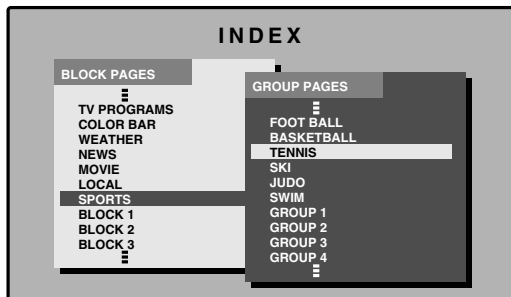 INDEX
BLOCK PAGES
TV PROGRAMS
COLOR BAR
WEATHER
NEWS
MOVIE
LOCAL
SPORTS
BLOCK 1
BLOCK 2
BLOCK 3
GROUP PAGES
FOOT BALL
BASKETBALL
TENNIS
SKI
JUDO
SWIM
GROUP 1
GROUP 2
GROUP 3
GROUP 4